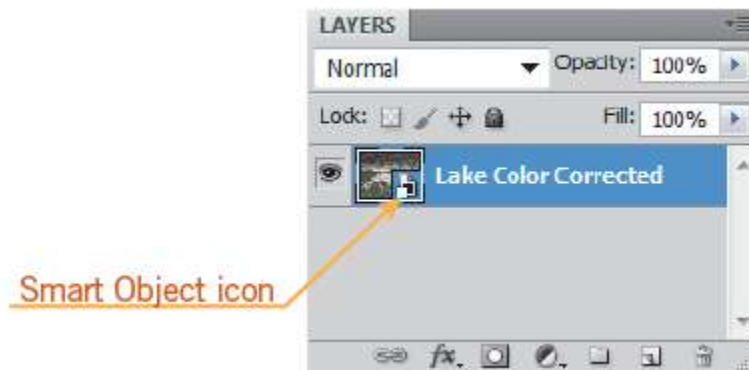 LAYERS
Normal Opacity: 100%
Lock: Fill: 100%
Lake Color Corrected
Smart Object icon
fx.